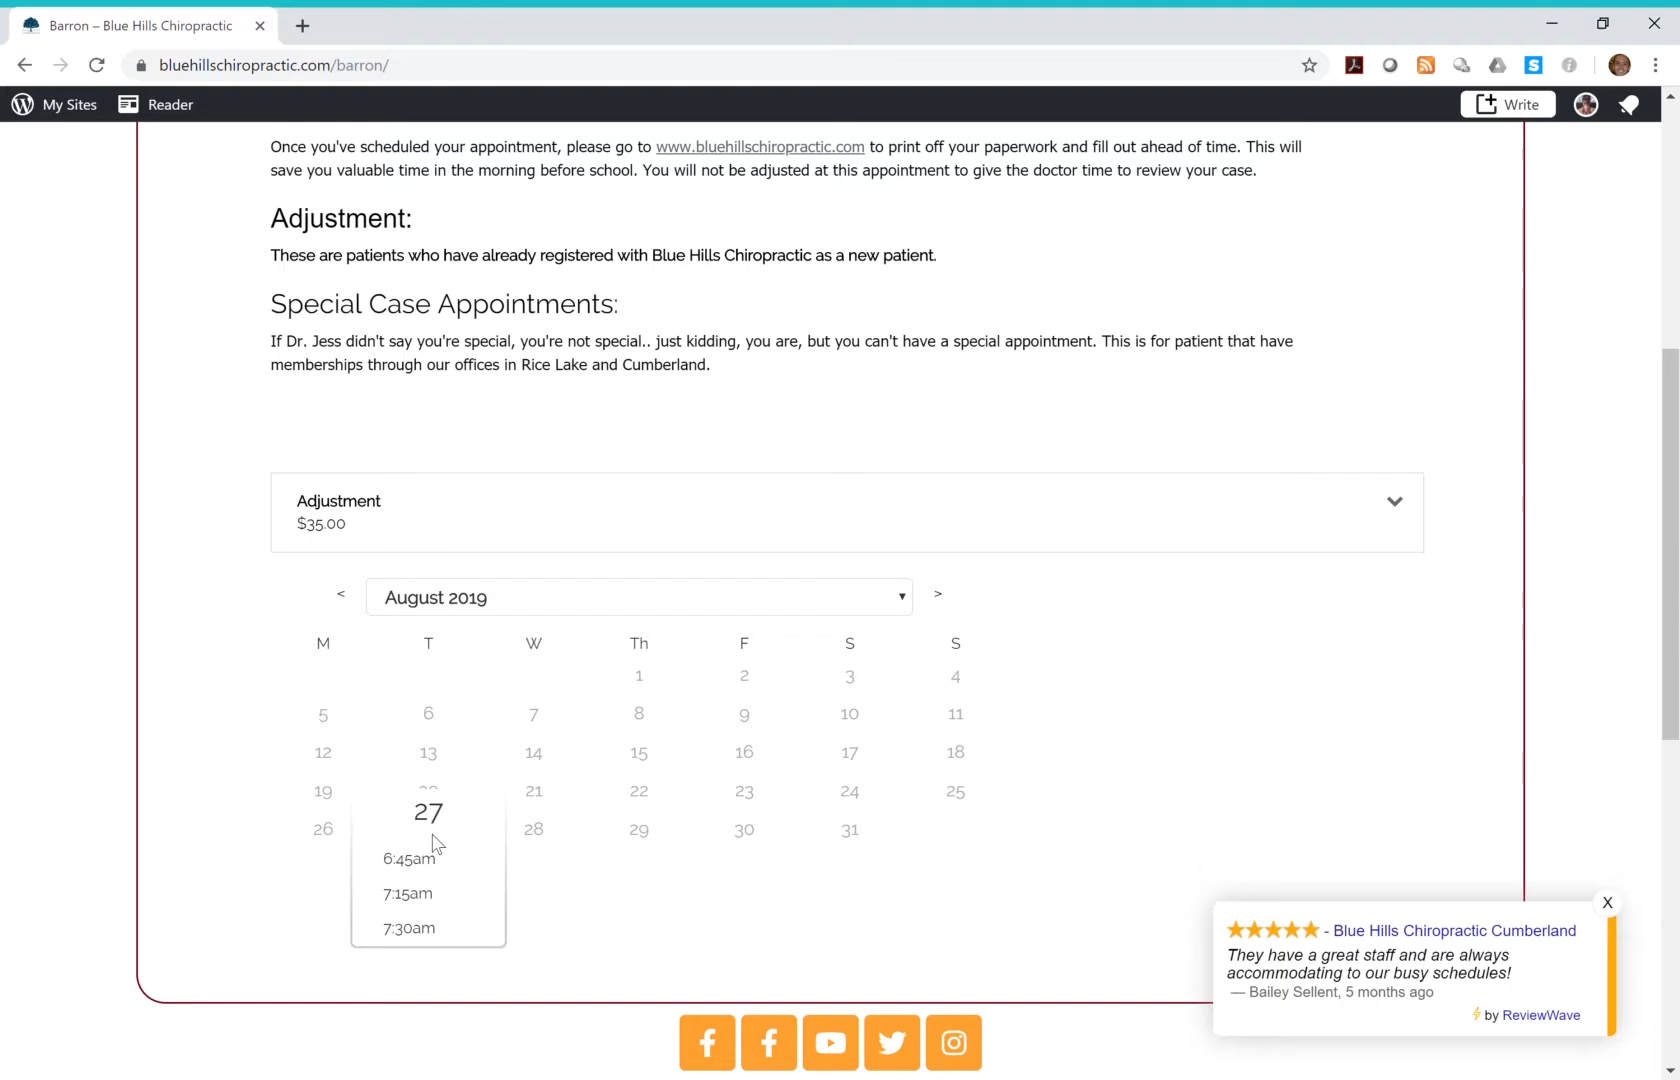 Barron – Blue Hills Chiropractic
bluehillschiropractic.com/barron/
My Sites
Reader
Write
Once you've scheduled your appointment, please go to www.bluehillschiropractic.com to print off your paperwork and fill out ahead of time. This will
save you valuable time in the morning before school. You will not be adjusted at this appointment to give the doctor time to review your case.
Adjustment:
These are patients who have already registered with Blue Hills Chiropractic as a new patient.
Special Case Appointments:
If Dr. Jess didn't say you're special, you're not special.. just kidding, you are, but you can't have a special appointment. This is for patient that have
memberships through our offices in Rice Lake and Cumberland.
Adjustment
$35.00
< August 2019 >
M T W Th F S S
1 2 3 4
5 6 7 8 9 10 11
12 13 14 15 16 17 18
19 21 22 23 24 25
27
26 28 29 30 31
6:45am
7:15am
7:30am
X
- Blue Hills Chiropractic Cumberland
They have a great staff and are always
accommodating to our busy schedules!
— Bailey Sellent, 5 months ago
by ReviewWave